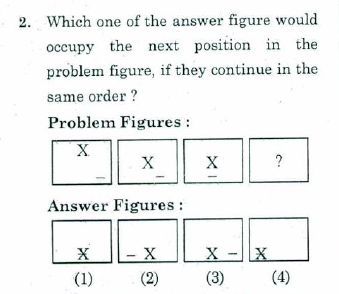 2. Which one of the answer figure would
occupy the next position in the
problem figure, if they continue in the
same order ?
Problem Figures :
X
–
X
–
X
–
?
Answer Figures :
X
– X
X –
X
(1) (2) (3) (4)